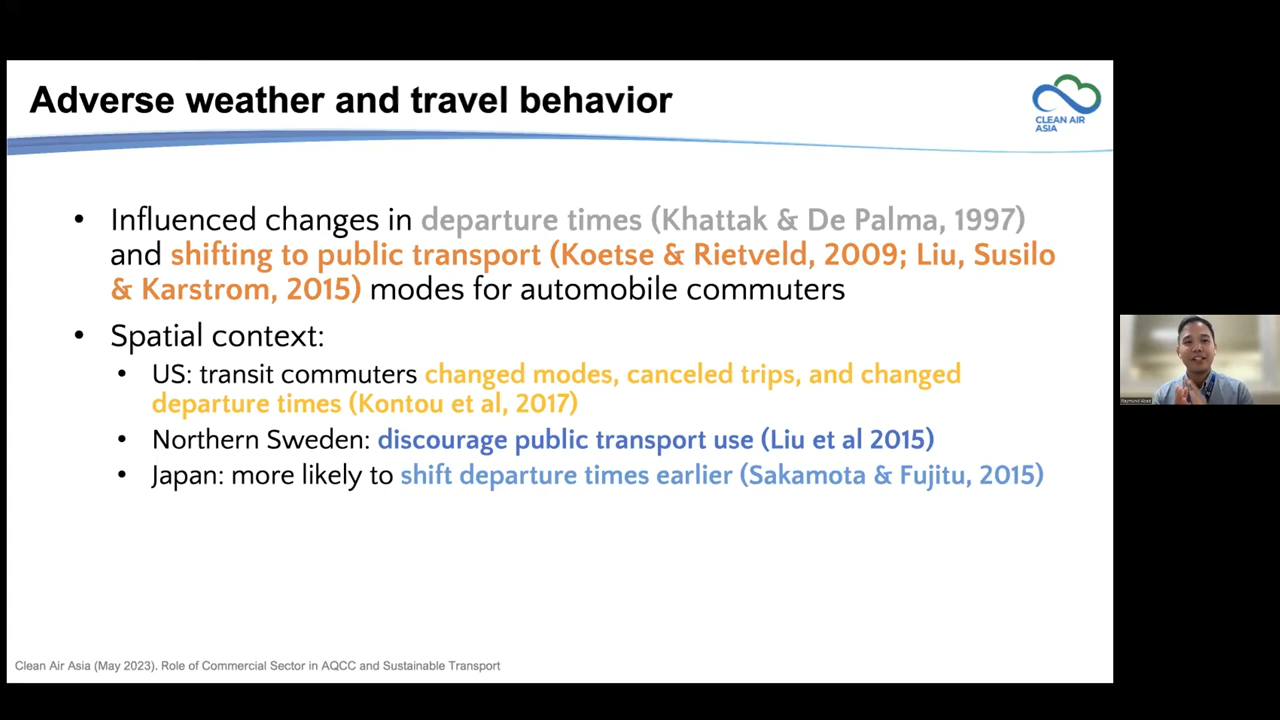 Adverse weather and travel behavior
CLEAN AIR
ASIA
• Influenced changes in departure times (Khattak & De Palma, 1997)
and shifting to public transport (Koetse & Rietveld, 2009; Liu, Susilo
& Karstrom, 2015) modes for automobile commuters
• Spatial context:
• US: transit commuters changed modes, canceled trips, and changed
departure times (Kontou et al, 2017)
• Northern Sweden: discourage public transport use (Liu et al 2015)
• Japan: more likely to shift departure times earlier (Sakamota & Fujitu, 2015)
Clean Air Asia (May 2023). Role of Commercial Sector in AQCC and Sustainable Transport